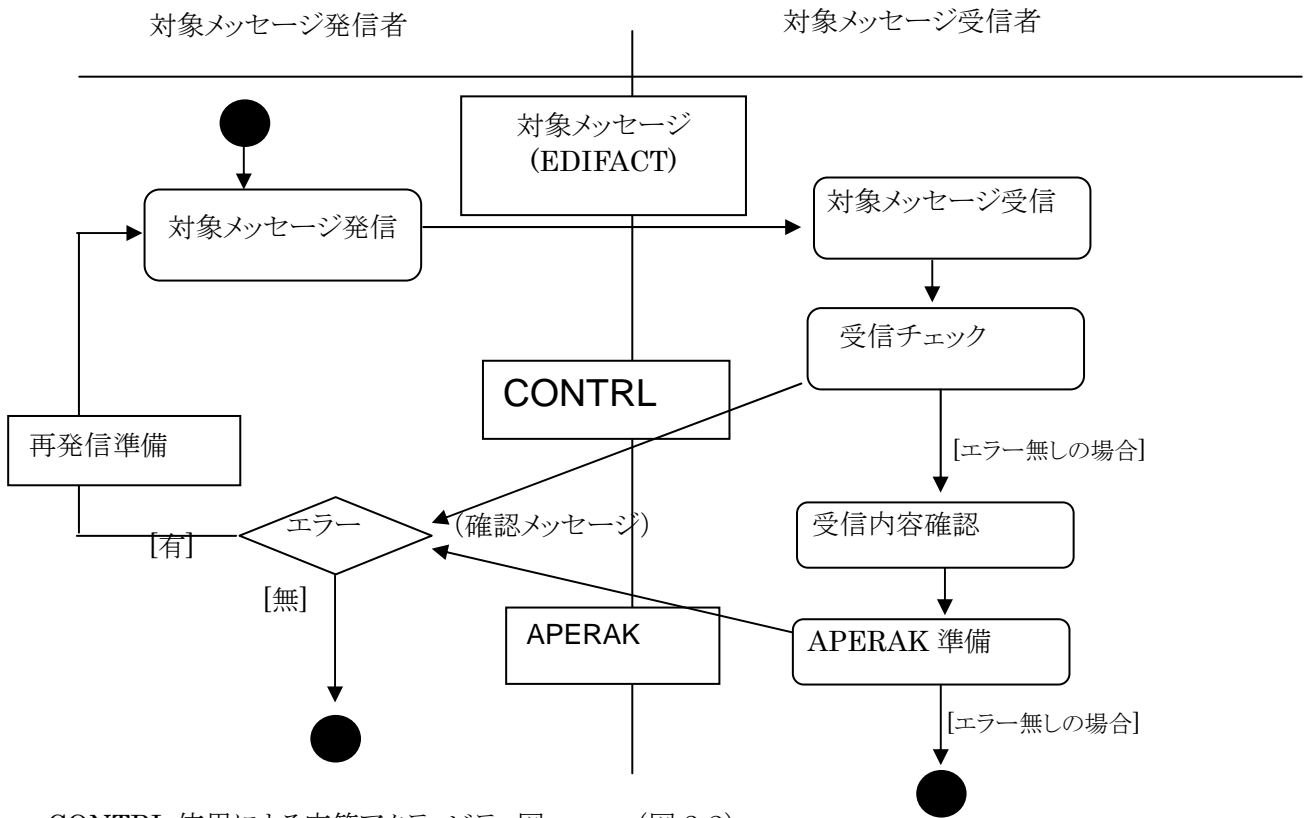 対象メッセージ発信者
対象メッセージ受信者
対象メッセージ
(EDIFACT)
対象メッセージ発信
対象メッセージ受信
受信チェック
CONTRL
[エラー無しの場合]
再発信準備
エラー
(確認メッセージ)
受信内容確認
[有]
[無]
APERAK
APERAK 準備
[エラー無しの場合]